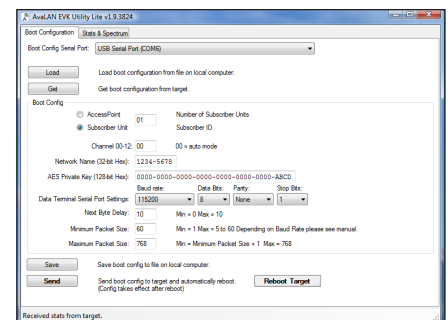 AvaLAN EVK Utility Lite v1.9.3824
Boot Configuration Stats & Spectrum
Boot Config Serial Port: USB Serial Port (COM6)
Load Load boot configuration from file on local computer.
Get Get boot configuration from target.
Boot Config
AccessPoint Number of Subscriber Units
01
Subscriber Unit Subscriber ID
Channel 00-12: 00 00 = auto mode
Network Name (32-bit Hex): 1234-5678
AES Private Key (128-bit Hex): 0000-0000-0000-0000-0000-0000-0000-ABCD
Baud rate: Data Bits: Parity: Stop Bits:
Data Terminal Serial Port Settings: 115200 8 None 1
Next Byte Delay: 10 Min = 0 Max = 10
Minimum Packet Size: 60 Min = 1 Max = 5 to 60 Depending on Baud Rate please see manual.
Maximum Packet Size: 768 Min = Minimum Packet Size + 1 Max = 768
Save Save boot config to file on local computer.
Send Send boot config to target and automatically reboot. Reboot Target
(Config takes effect after reboot)
Received stats from target.